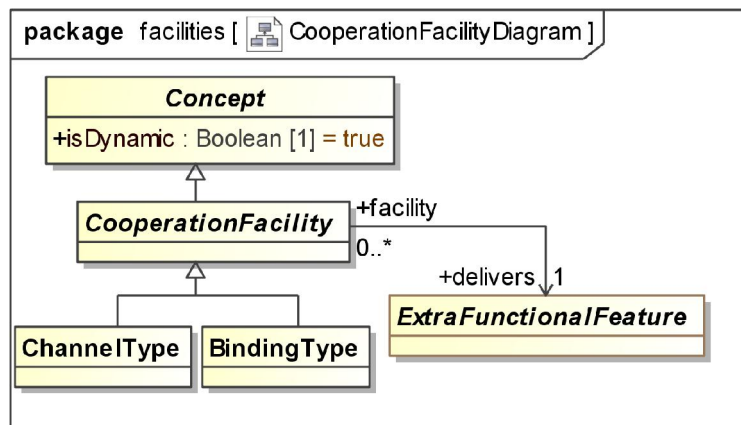 package facilities [ CooperationFacilityDiagram ]
Concept
+isDynamic : Boolean [1] = true
CooperationFacility
+facility
0..*
+delivers 1
ExtraFunctionalFeature
ChannelType
BindingType